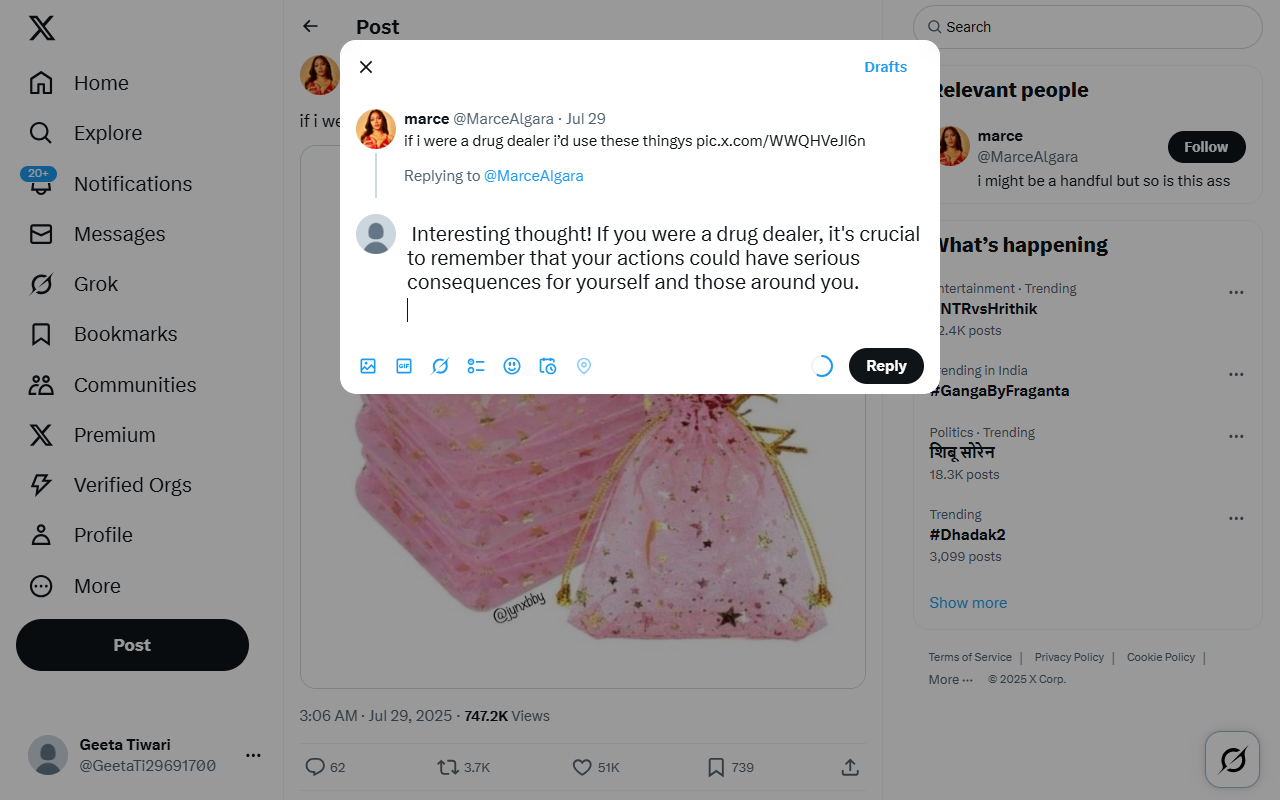 Home
Explore
20+
Notifications
Messages
Grok
Bookmarks
Communities
Premium
Verified Orgs
Profile
More
Post
Geeta Tiwari
@GeetaTi29691700
Post
if i we
Drafts
marce @MarceAlgara · Jul 29
if i were a drug dealer i'd use these thingys pic.x.com/WWQHVeJl6n
Replying to @MarceAlgara
Interesting thought! If you were a drug dealer, it's crucial
to remember that your actions could have serious
consequences for yourself and those around you.
GIF
Reply
@jynxbby
3:06 AM · Jul 29, 2025 · 747.2K Views
62
3.7K
51K
739
Search
Relevant people
marce
@MarceAlgara
Follow
i might be a handful but so is this ass
What's happening
ntertainment · Trending
NTRvsHrithik
2.4K posts
rending in India
#GangaByFraganta
Politics · Trending
शिबू सोरेन
18.3K posts
Trending
#Dhadak2
3,099 posts
Show more
Terms of Service | Privacy Policy | Cookie Policy |
More ··· © 2025 X Corp.